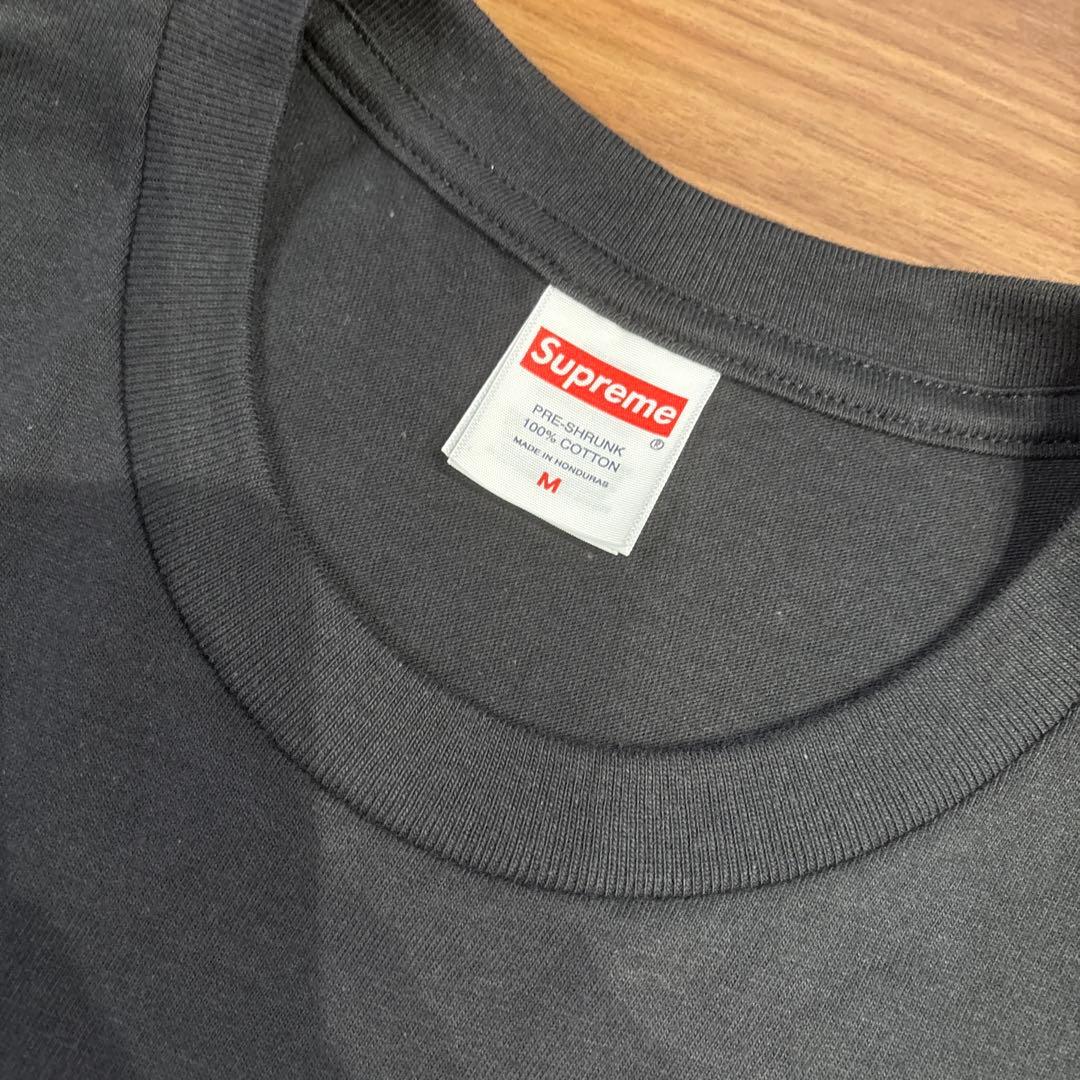 Supreme
®
PRE-SHRUNK
100% COTTON
MADE IN HONDURAS
M